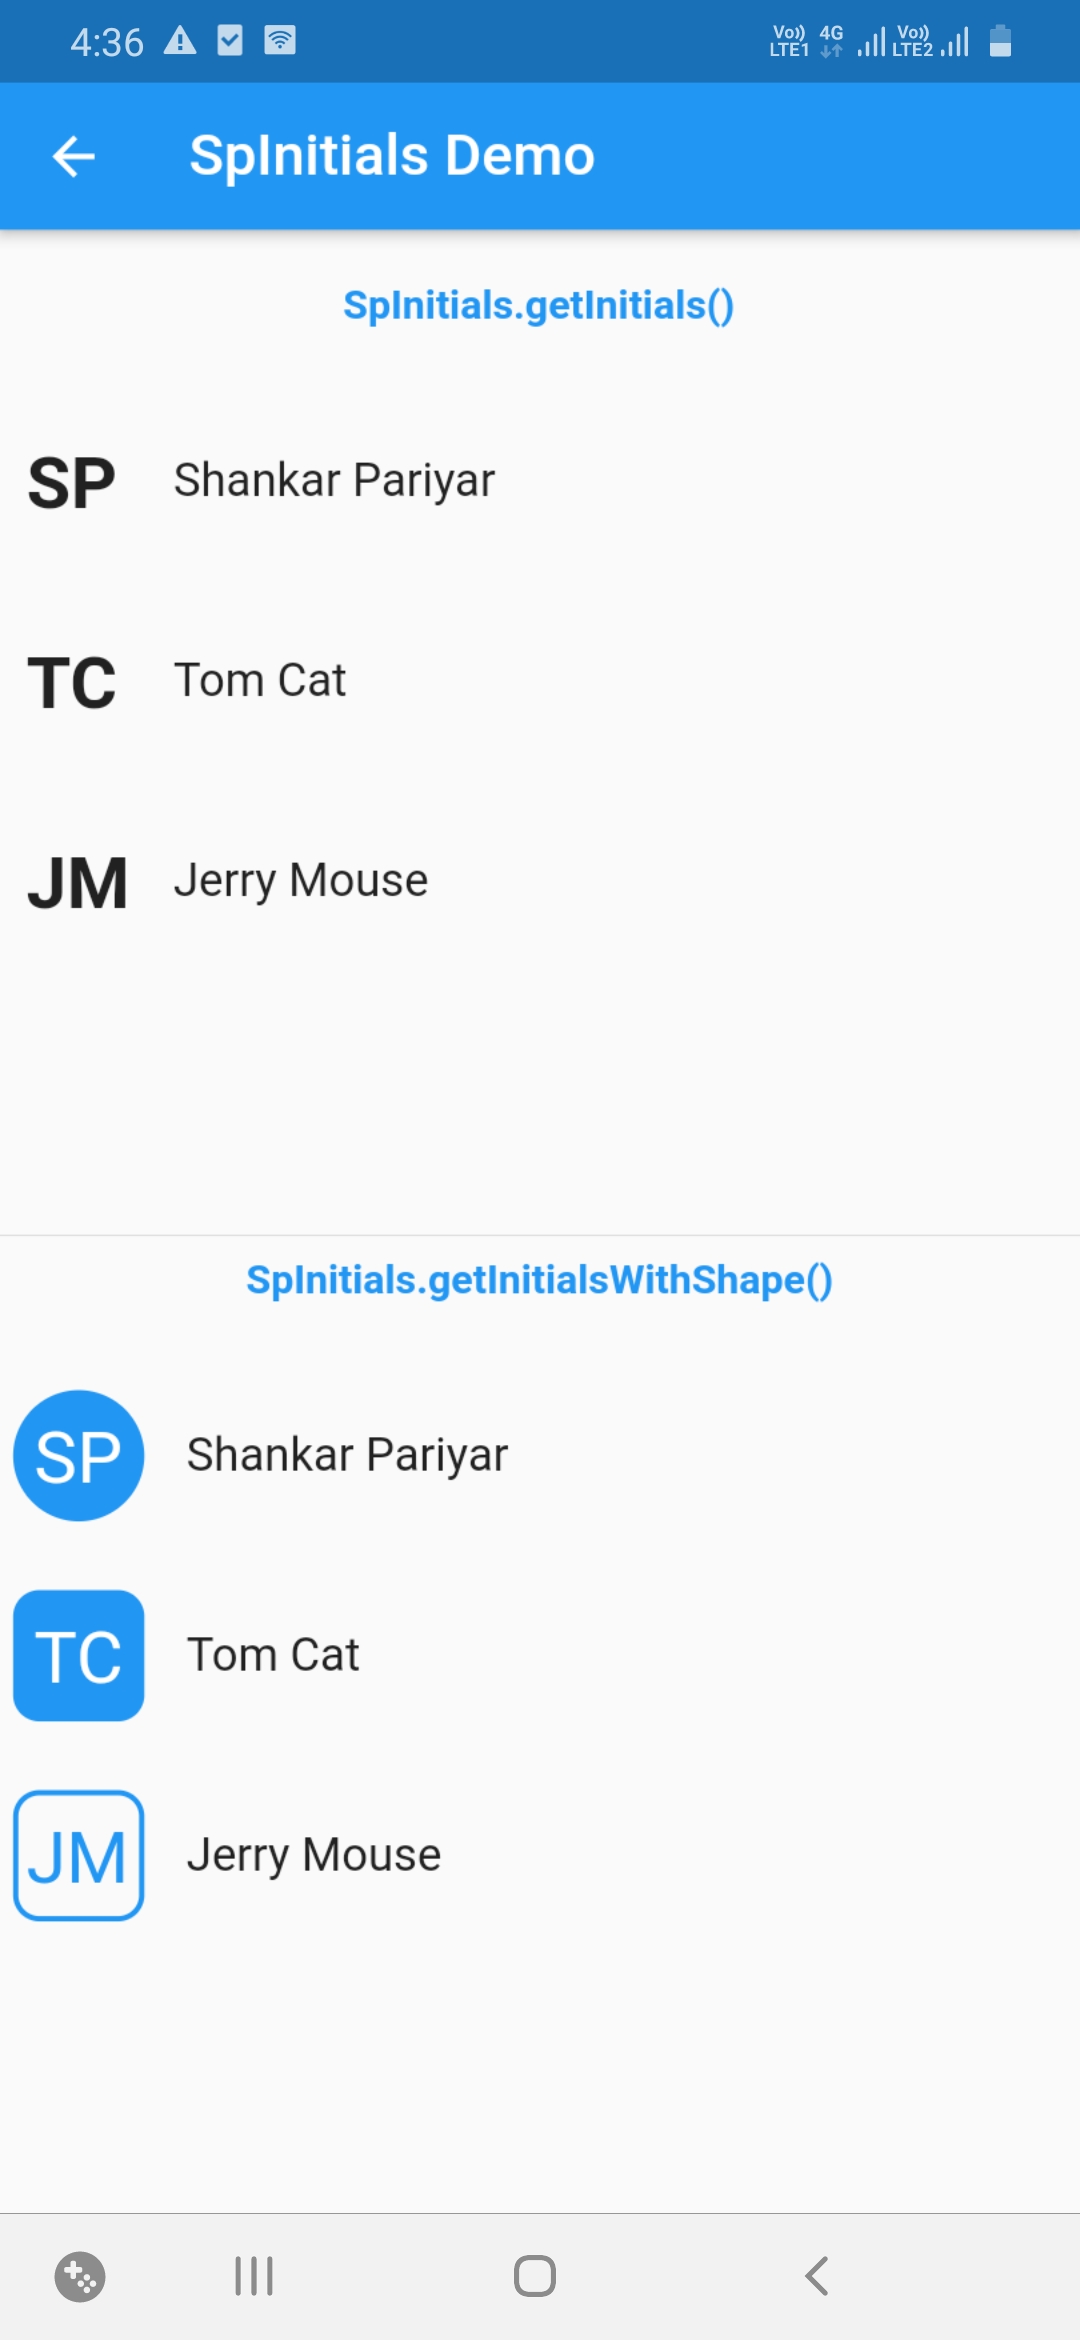 4:36 Vo)) LTE1 4G Vo)) LTE2
SpInitials Demo
SpInitials.getInitials()
SP Shankar Pariyar
TC Tom Cat
JM Jerry Mouse
SpInitials.getInitialsWithShape()
SP Shankar Pariyar
TC Tom Cat
JM Jerry Mouse